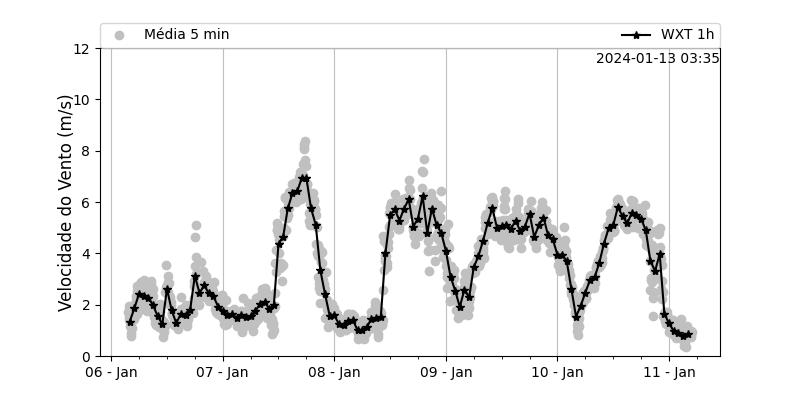 Média 5 min
WXT 1h
2024-01-13 03:35
12
10
8
6
4
2
0
Velocidade do Vento (m/s)
06 - Jan
07 - Jan
08 - Jan
09 - Jan
10 - Jan
11 - Jan